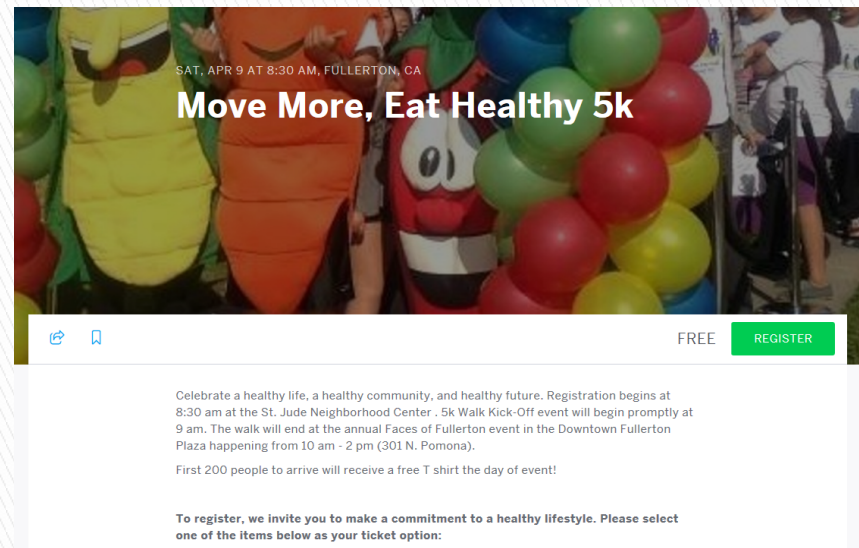 SAT, APR 9 AT 8:30 AM, FULLERTON, CA
Move More, Eat Healthy 5k
FREE
REGISTER
Celebrate a healthy life, a healthy community, and healthy future. Registration begins at
8:30 am at the St. Jude Neighborhood Center . 5k Walk Kick-Off event will begin promptly at
9 am. The walk will end at the annual Faces of Fullerton event in the Downtown Fullerton
Plaza happening from 10 am - 2 pm (301 N. Pomona).
First 200 people to arrive will receive a free T shirt the day of event!
To register, we invite you to make a commitment to a healthy lifestyle. Please select
one of the items below as your ticket option: